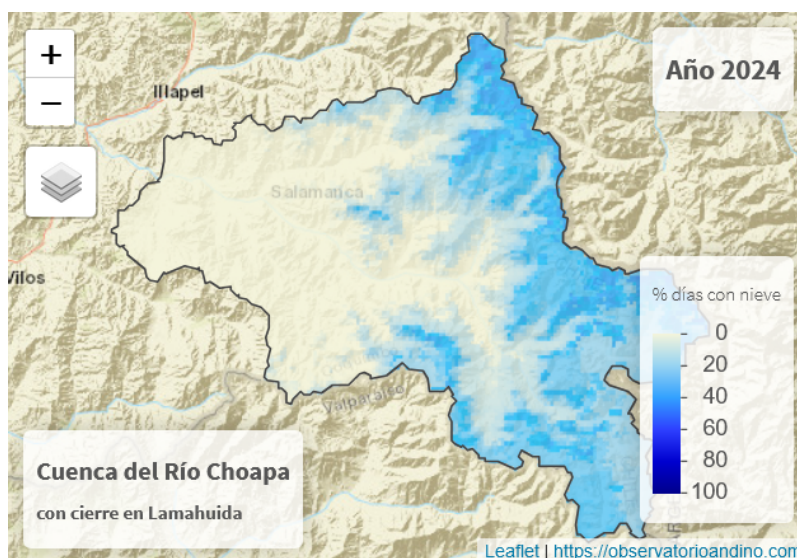 +
Año 2024
−
Illapel
Salamanca
Vilos
% días con nieve
0
20
40
60
80
100
Valparaíso
Cuenca del Río Choapa
con cierre en Lamahuida
Leaflet | https://observatorioandino.com